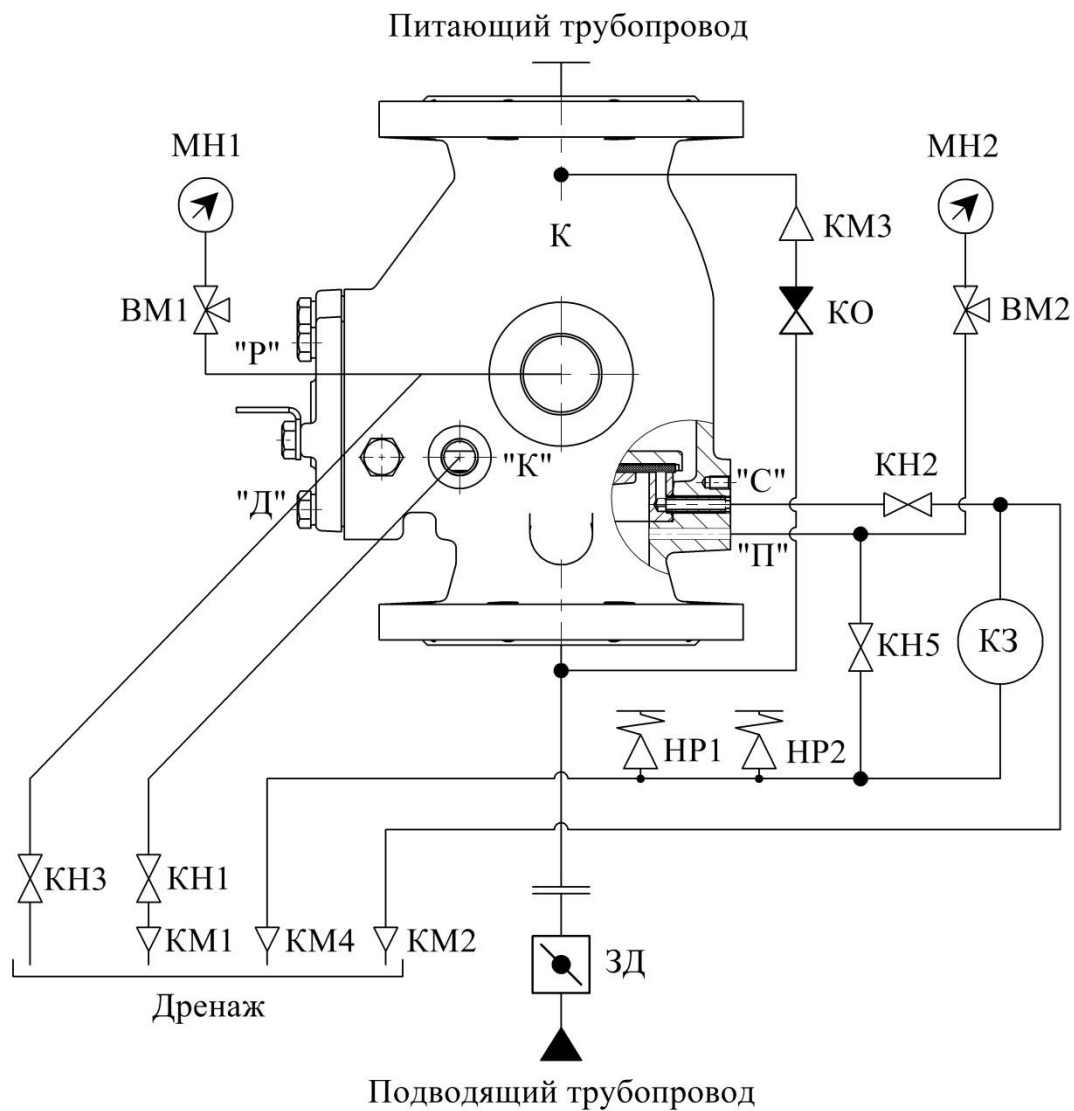 Питающий трубопровод
МН1
МН2
К
КМ3
ВМ1
КО
ВМ2
"Р"
"К"
"С"
КН2
"Д"
"П"
КН5
КЗ
НР1
НР2
КН3
КН1
КМ1
КМ4
КМ2
ЗД
Дренаж
Подводящий трубопровод